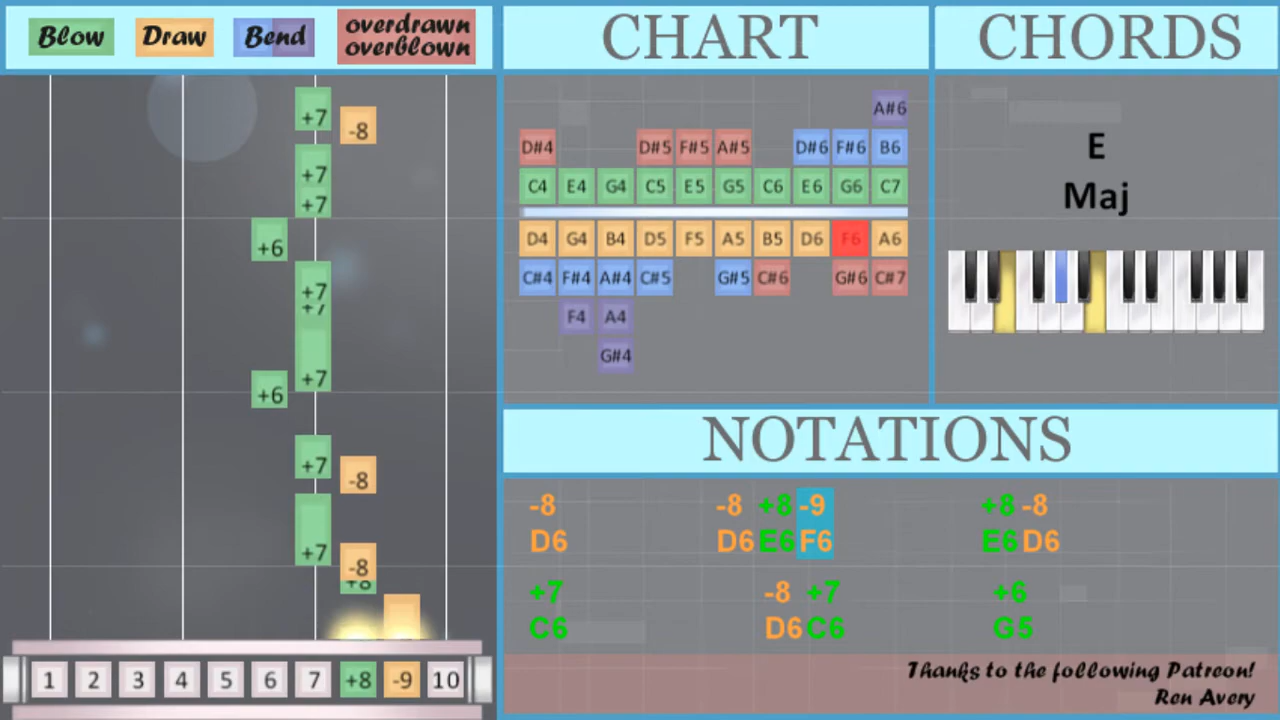 Blow Draw Bend overdrawn overblown
CHART
CHORDS
+7
-8
+7
+7
+6
+7
+7
+7
+6
+7
-8
+7
-8
+8
1 2 3 4 5 6 7 +8 -9 10
A#6
D#4 D#5 F#5 A#5 D#6 F#6 B6
C4 E4 G4 C5 E5 G5 C6 E6 G6 C7
D4 G4 B4 D5 F5 A5 B5 D6 F6 A6
C#4 F#4 A#4 C#5 G#5 C#6 G#6 C#7
F4 A4
G#4
E
Maj
NOTATIONS
-8 -8 +8 -9 +8 -8
D6 D6 E6 F6 E6 D6
+7 -8 +7 +6
C6 D6 C6 G5
Thanks to the following Patreon!
Ren Avery